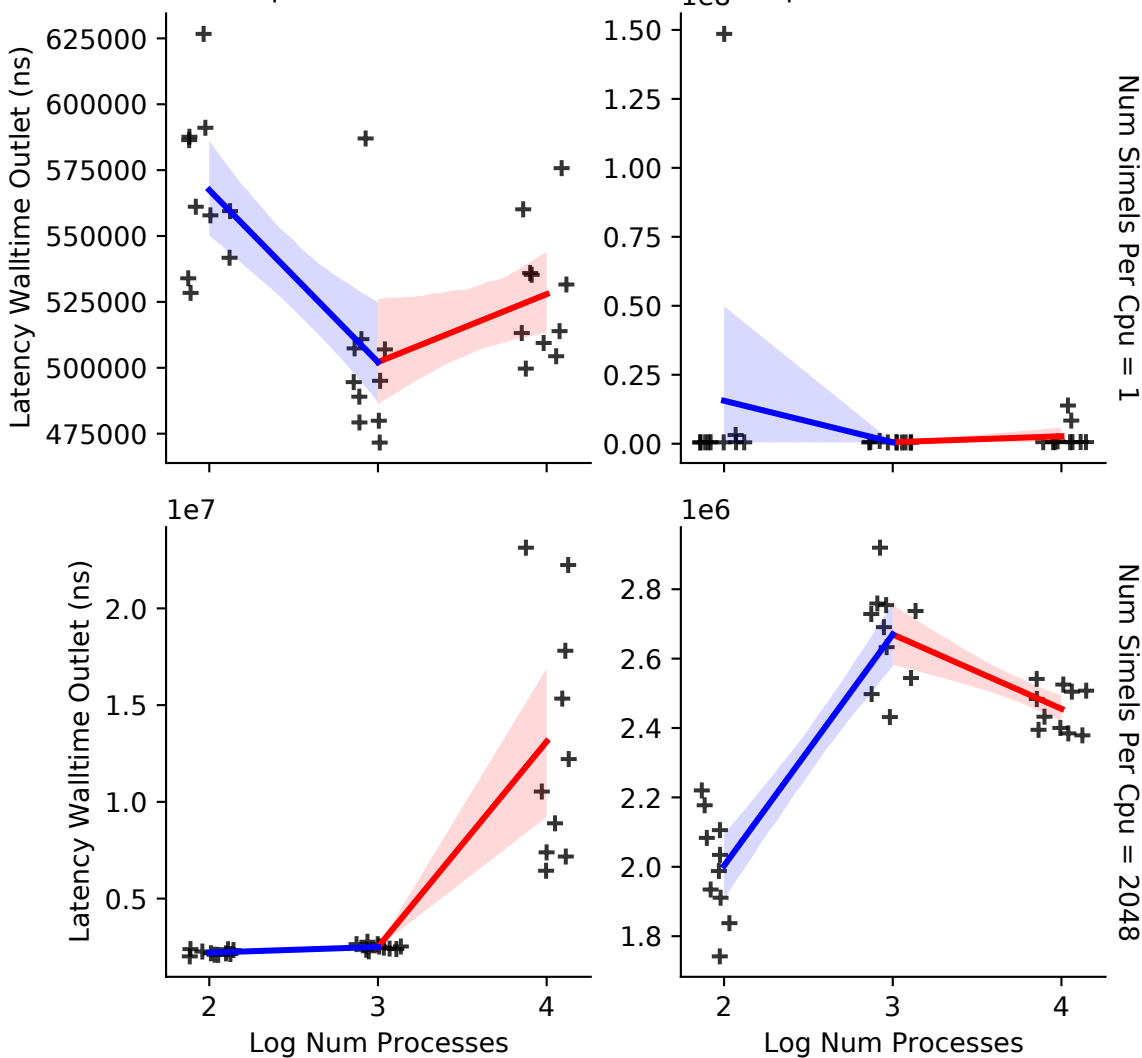 1e8
625000
600000
575000
550000
525000
500000
475000
Latency Walltime Outlet (ns)
1.50
1.25
1.00
0.75
0.50
0.25
0.00
Num Simels Per Cpu = 1
1e7
2.0
1.5
1.0
0.5
Latency Walltime Outlet (ns)
2 3 4
Log Num Processes
1e6
2.8
2.6
2.4
2.2
2.0
1.8
2 3 4
Log Num Processes
Num Simels Per Cpu = 2048